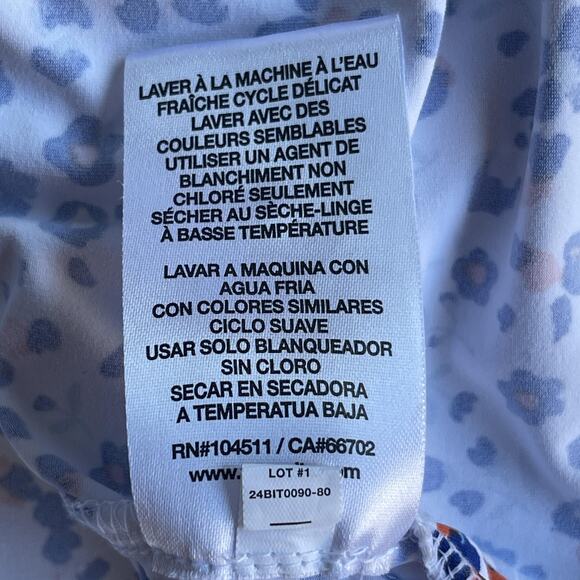 LAVER À LA MACHINE À L'EAU
FRAÎCHE CYCLE DÉLICAT
LAVER AVEC DES
COULEURS SEMBLABLES
UTILISER UN AGENT DE
BLANCHIMENT NON
CHLORÉ SEULEMENT
SÉCHER AU SÈCHE-LINGE
À BASSE TEMPÉRATURE
LAVAR A MAQUINA CON
AGUA FRIA
CON COLORES SIMILARES
CICLO SUAVE
USAR SOLO BLANQUEADOR
SIN CLORO
SECAR EN SECADORA
A TEMPERATUA BAJA
RN#104511 / CA#66702
LOT #1
24BIT0090-80